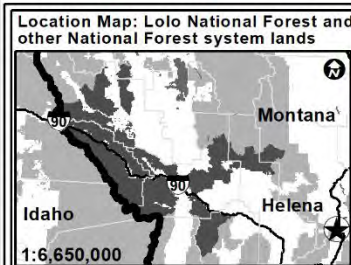 Location Map: Lolo National Forest and
other National Forest system lands
N
90
Montana
90
Idaho
Helena
1:6,650,000